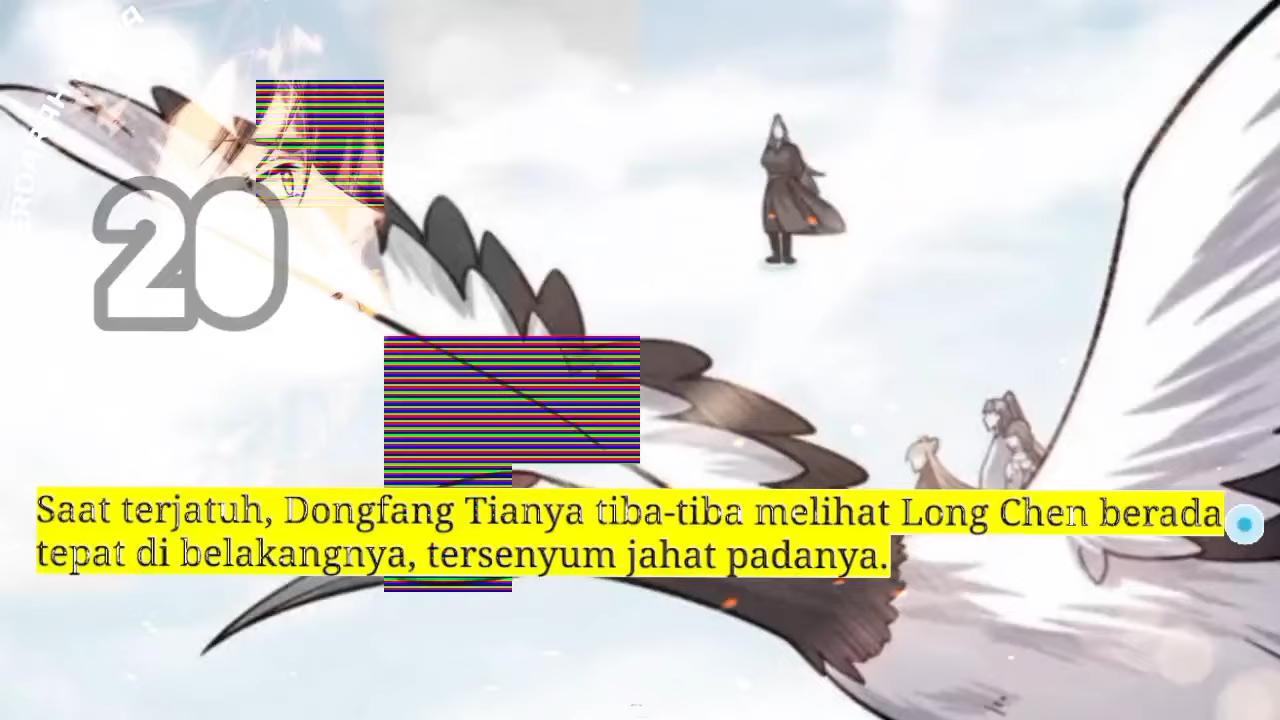 20
Saat terjatuh, Dongfang Tianya tiba-tiba melihat Long Chen berada
tepat di belakangnya, tersenyum jahat padanya.